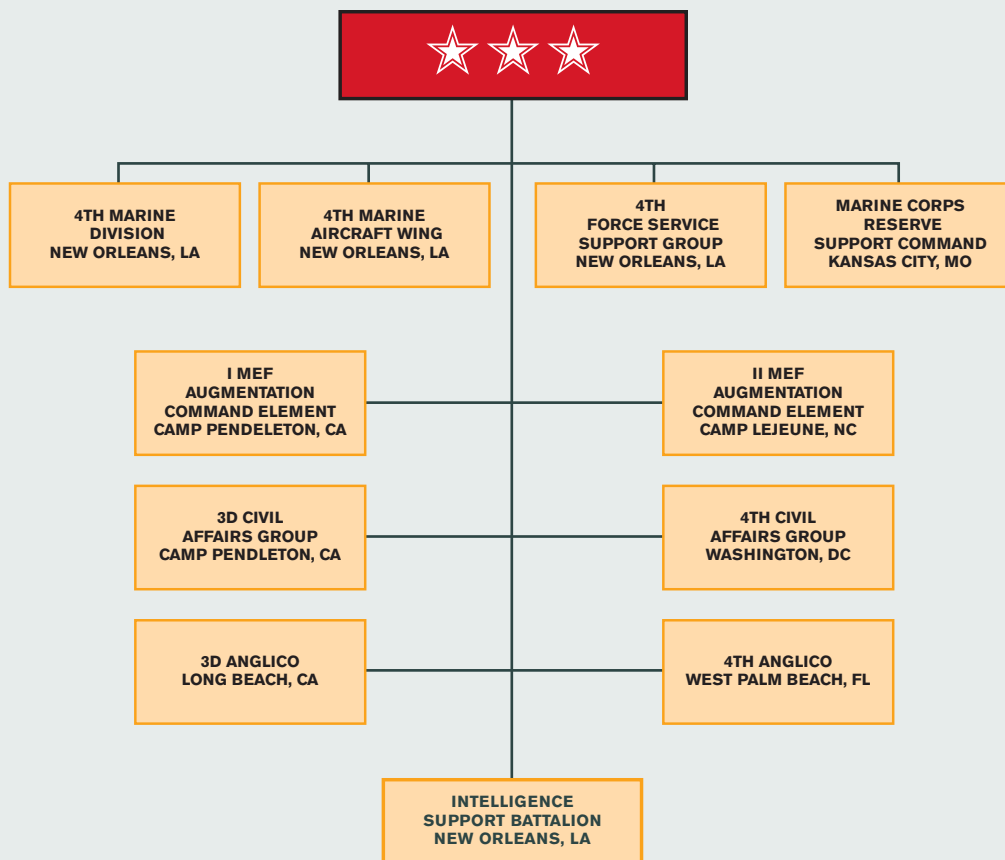 4TH MARINE
DIVISION
NEW ORLEANS, LA
4TH MARINE
AIRCRAFT WING
NEW ORLEANS, LA
4TH
FORCE SERVICE
SUPPORT GROUP
NEW ORLEANS, LA
MARINE CORPS
RESERVE
SUPPORT COMMAND
KANSAS CITY, MO
I MEF
AUGMENTATION
COMMAND ELEMENT
CAMP PENDELETON, CA
II MEF
AUGMENTATION
COMMAND ELEMENT
CAMP LEJEUNE, NC
3D CIVIL
AFFAIRS GROUP
CAMP PENDLETON, CA
4TH CIVIL
AFFAIRS GROUP
WASHINGTON, DC
3D ANGLICO
LONG BEACH, CA
4TH ANGLICO
WEST PALM BEACH, FL
INTELLIGENCE
SUPPORT BATTALION
NEW ORLEANS, LA